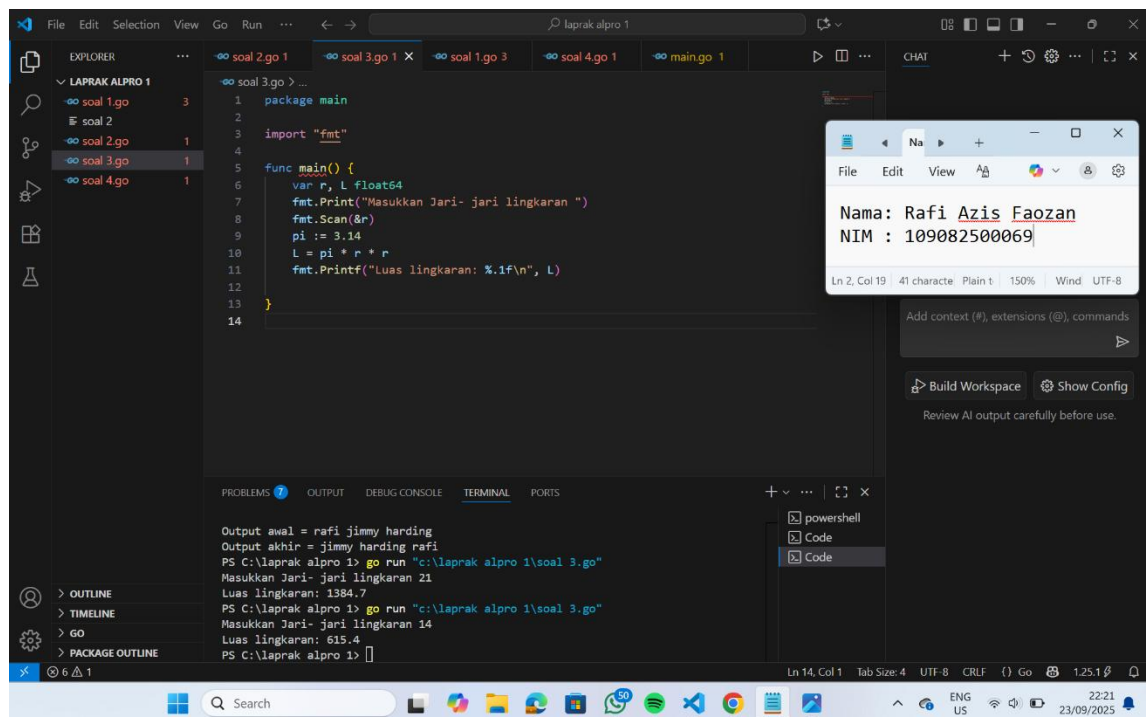 File Edit Selection View Go Run ··· laprak alpro 1
EXPLORER ···
LAPRAK ALPRO 1
soal 1.go 3
soal 2
soal 2.go 1
soal 3.go 1
soal 4.go 1
OUTLINE
TIMELINE
GO
PACKAGE OUTLINE
soal 2.go 1 soal 3.go 1 soal 1.go 3 soal 4.go 1 main.go 1
soal 3.go > ...
1 package main
2
3 import "fmt"
4
5 func main() {
6 var r, L float64
7 fmt.Print("Masukkan Jari- jari lingkaran ")
8 fmt.Scan(&r)
9 pi := 3.14
10 L = pi * r * r
11 fmt.Printf("Luas lingkaran: %.1f\n", L)
12
13 }
14
PROBLEMS 7 OUTPUT DEBUG CONSOLE TERMINAL PORTS
Output awal = rafi jimmy harding
Output akhir = jimmy harding rafi
PS C:\laprak alpro 1> go run "c:\laprak alpro 1\soal 3.go"
Masukkan Jari- jari lingkaran 21
Luas lingkaran: 1384.7
PS C:\laprak alpro 1> go run "c:\laprak alpro 1\soal 3.go"
Masukkan Jari- jari lingkaran 14
Luas lingkaran: 615.4
PS C:\laprak alpro 1>
powershell
Code
Code
CHAT
Na
File Edit View
Nama: Rafi Azis Faozan
NIM : 109082500069
Ln 2, Col 19 41 characte Plain t 150% Wind UTF-8
Add context (#), extensions (@), commands
Build Workspace Show Config
Review AI output carefully before use.
6 1 Ln 14, Col 1 Tab Size: 4 UTF-8 CRLF {} Go 1.25.1
Search 50 ENG US 22:21 23/09/2025